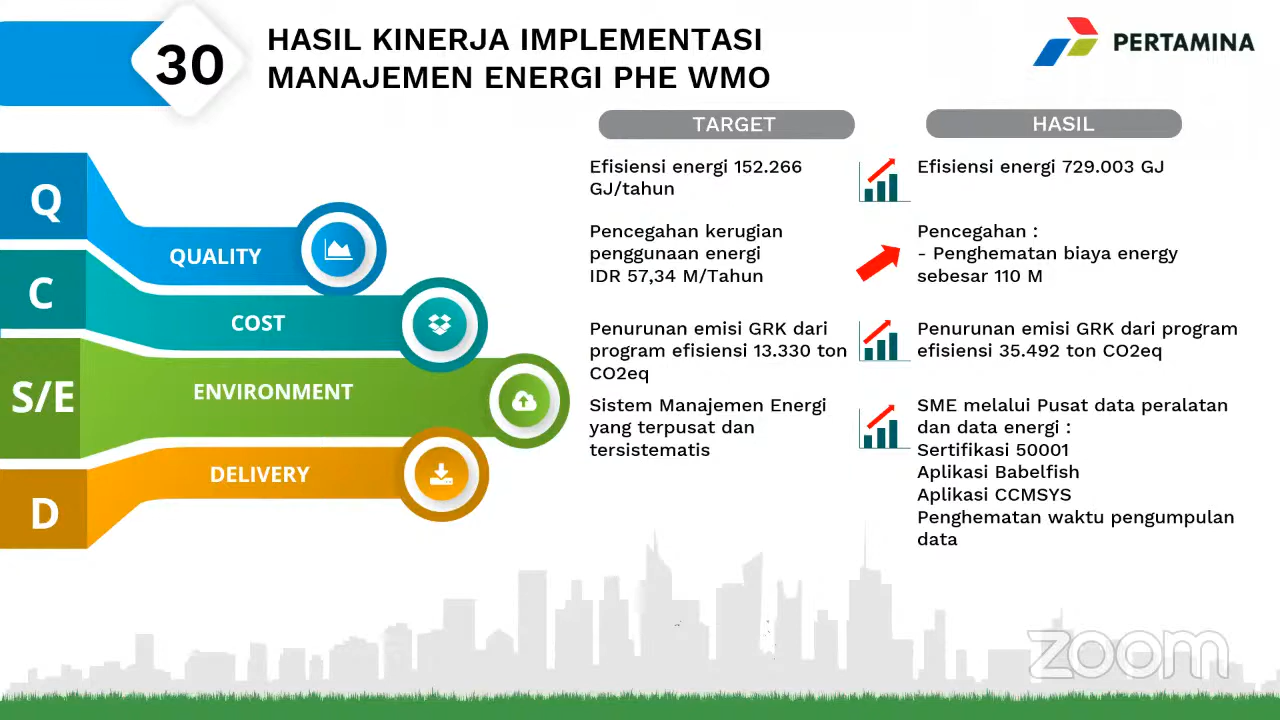 30
HASIL KINERJA IMPLEMENTASI
MANAJEMEN ENERGI PHE WMO
PERTAMINA
TARGET
HASIL
Q
QUALITY
Efisiensi energi 152.266
GJ/tahun
Efisiensi energi 729.003 GJ
C
COST
Pencegahan kerugian
penggunaan energi
IDR 57,34 M/Tahun
Pencegahan :
- Penghematan biaya energy
sebesar 110 M
S/E
ENVIRONMENT
Penurunan emisi GRK dari
program efisiensi 13.330 ton
CO2eq
Penurunan emisi GRK dari program
efisiensi 35.492 ton CO2eq
D
DELIVERY
Sistem Manajemen Energi
yang terpusat dan
tersistematis
SME melalui Pusat data peralatan
dan data energi :
Sertifikasi 50001
Aplikasi Babelfish
Aplikasi CCMSYS
Penghematan waktu pengumpulan
data
zoom